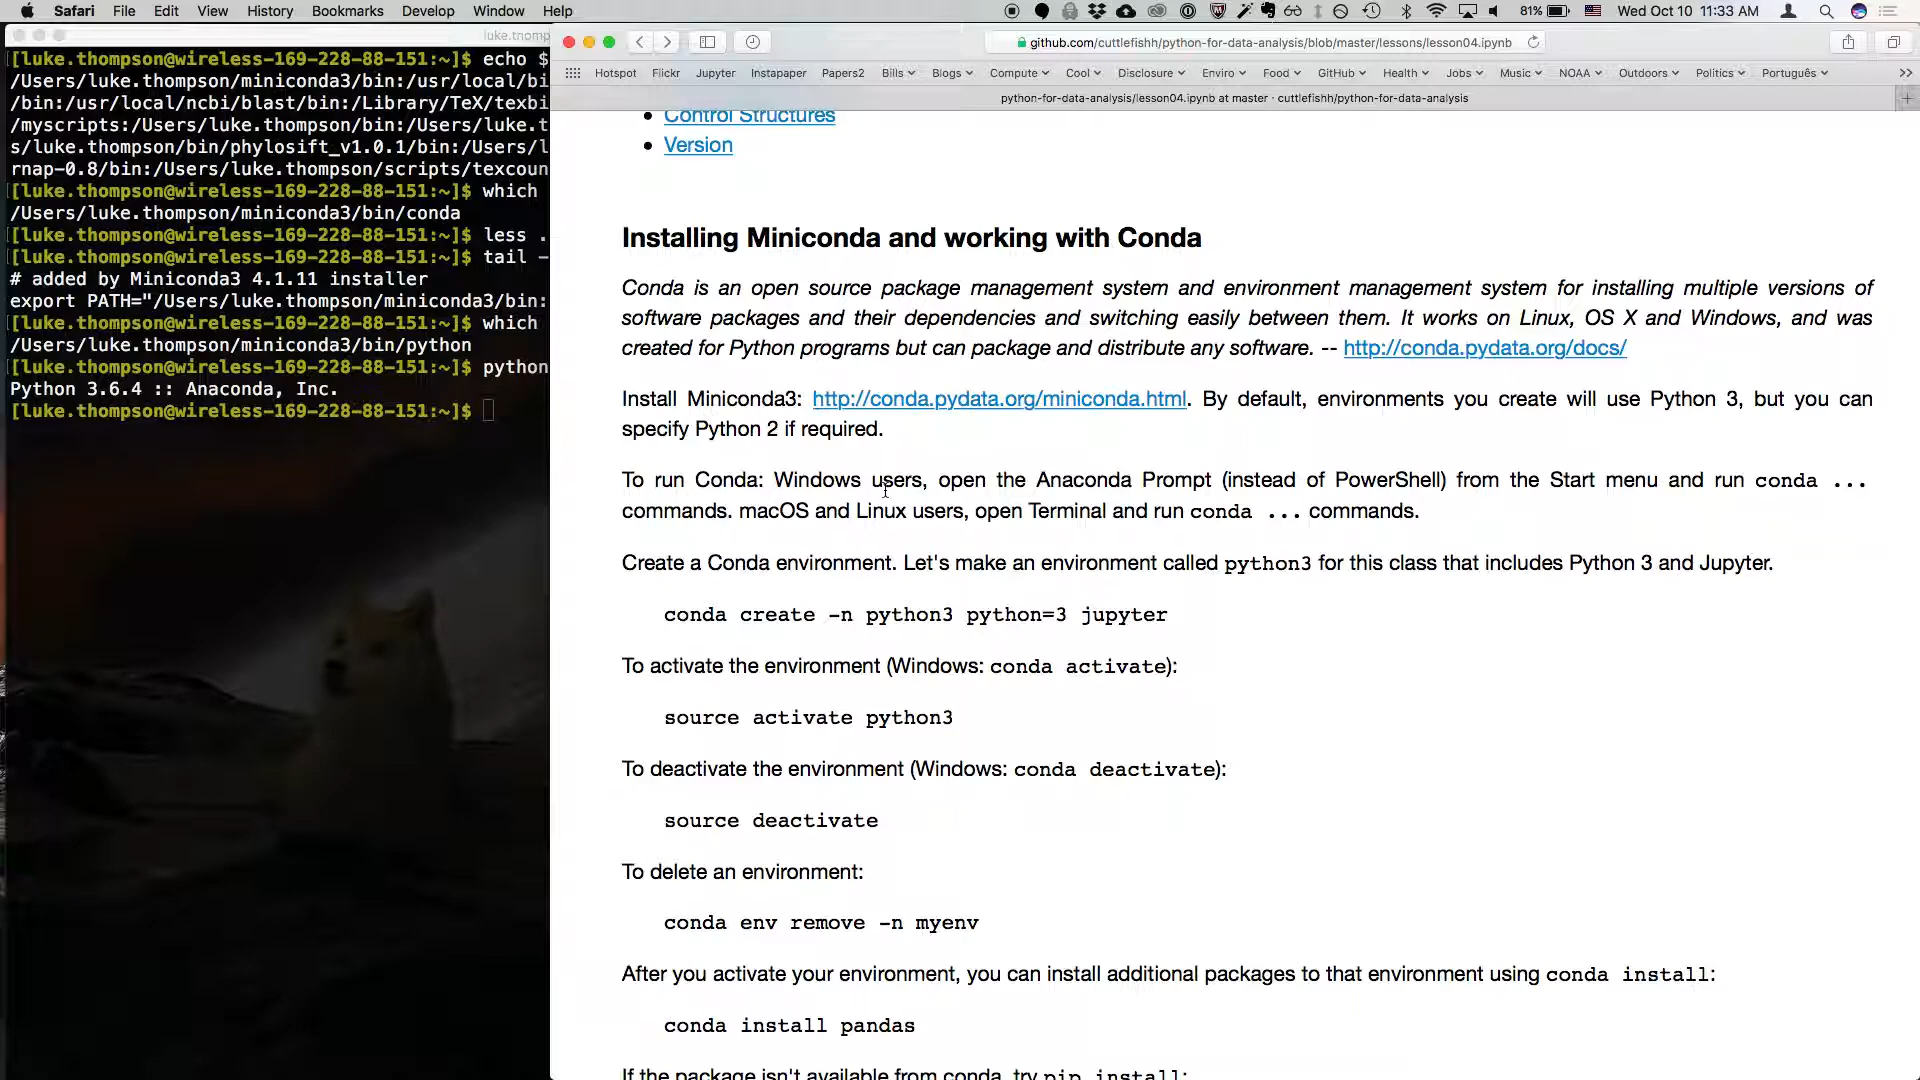 Safari File Edit View History Bookmarks Develop Window Help 81% Wed Oct 10 11:33 AM
[luke.thompson@wireless-169-228-88-151:~]$ echo $
/Users/luke.thompson/miniconda3/bin:/usr/local/bi
/bin:/usr/local/ncbi/blast/bin:/Library/TeX/texbi
/myscripts:/Users/luke.thompson/bin:/Users/luke.t
s/luke.thompson/bin/phylosift_v1.0.1/bin:/Users/l
rnap-0.8/bin:/Users/luke.thompson/scripts/texcoun
[luke.thompson@wireless-169-228-88-151:~]$ which
/Users/luke.thompson/miniconda3/bin/conda
[luke.thompson@wireless-169-228-88-151:~]$ less .
[luke.thompson@wireless-169-228-88-151:~]$ tail -
# added by Miniconda3 4.1.11 installer
export PATH="/Users/luke.thompson/miniconda3/bin:
[luke.thompson@wireless-169-228-88-151:~]$ which
/Users/luke.thompson/miniconda3/bin/python
[luke.thompson@wireless-169-228-88-151:~]$ python
Python 3.6.4 :: Anaconda, Inc.
[luke.thompson@wireless-169-228-88-151:~]$
github.com/cuttlefishh/python-for-data-analysis/blob/master/lessons/lesson04.ipynb
Hotspot Flickr Jupyter Instapaper Papers2 Bills Blogs Compute Cool Disclosure Enviro Food GitHub Health Jobs Music NOAA Outdoors Politics Português
python-for-data-analysis/lesson04.ipynb at master · cuttlefishh/python-for-data-analysis
Control Structures
Version
Installing Miniconda and working with Conda
Conda is an open source package management system and environment management system for installing multiple versions of
software packages and their dependencies and switching easily between them. It works on Linux, OS X and Windows, and was
created for Python programs but can package and distribute any software. -- http://conda.pydata.org/docs/
Install Miniconda3: http://conda.pydata.org/miniconda.html. By default, environments you create will use Python 3, but you can
specify Python 2 if required.
To run Conda: Windows users, open the Anaconda Prompt (instead of PowerShell) from the Start menu and run conda ...
commands. macOS and Linux users, open Terminal and run conda ... commands.
Create a Conda environment. Let's make an environment called python3 for this class that includes Python 3 and Jupyter.
conda create -n python3 python=3 jupyter
To activate the environment (Windows: conda activate):
source activate python3
To deactivate the environment (Windows: conda deactivate):
source deactivate
To delete an environment:
conda env remove -n myenv
After you activate your environment, you can install additional packages to that environment using conda install:
conda install pandas
If the package isn't available from conda, try pip install: